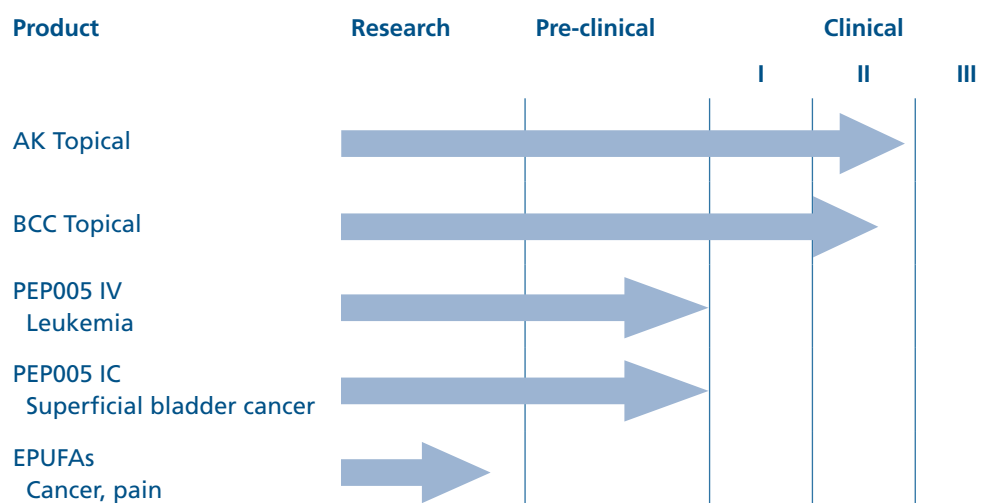 Product Research Pre-clinical Clinical
I II III
AK Topical
BCC Topical
PEP005 IV
Leukemia
PEP005 IC
Superficial bladder cancer
EPUFAs
Cancer, pain